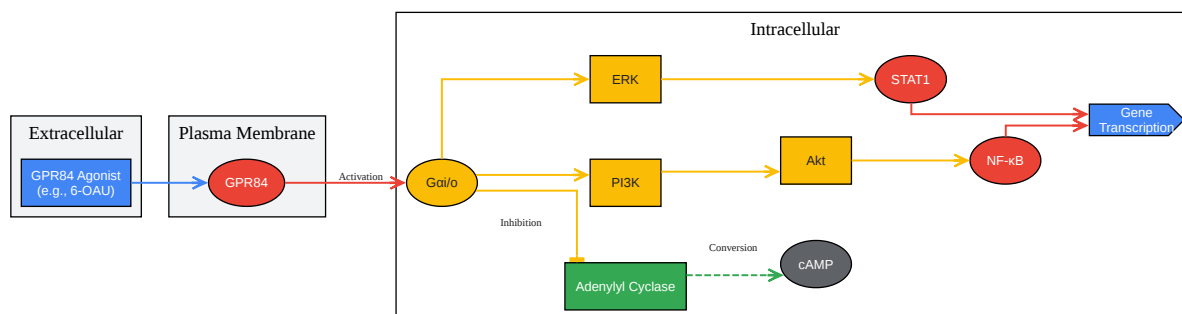 Intracellular
ERK
STAT1
Gene
Transcription
Extracellular
Plasma Membrane
GPR84 Agonist
(e.g., 6-OAU)
GPR84
Activation
Gαi/o
PI3K
Akt
NF-κB
Inhibition
Conversion
Adenylyl Cyclase
cAMP